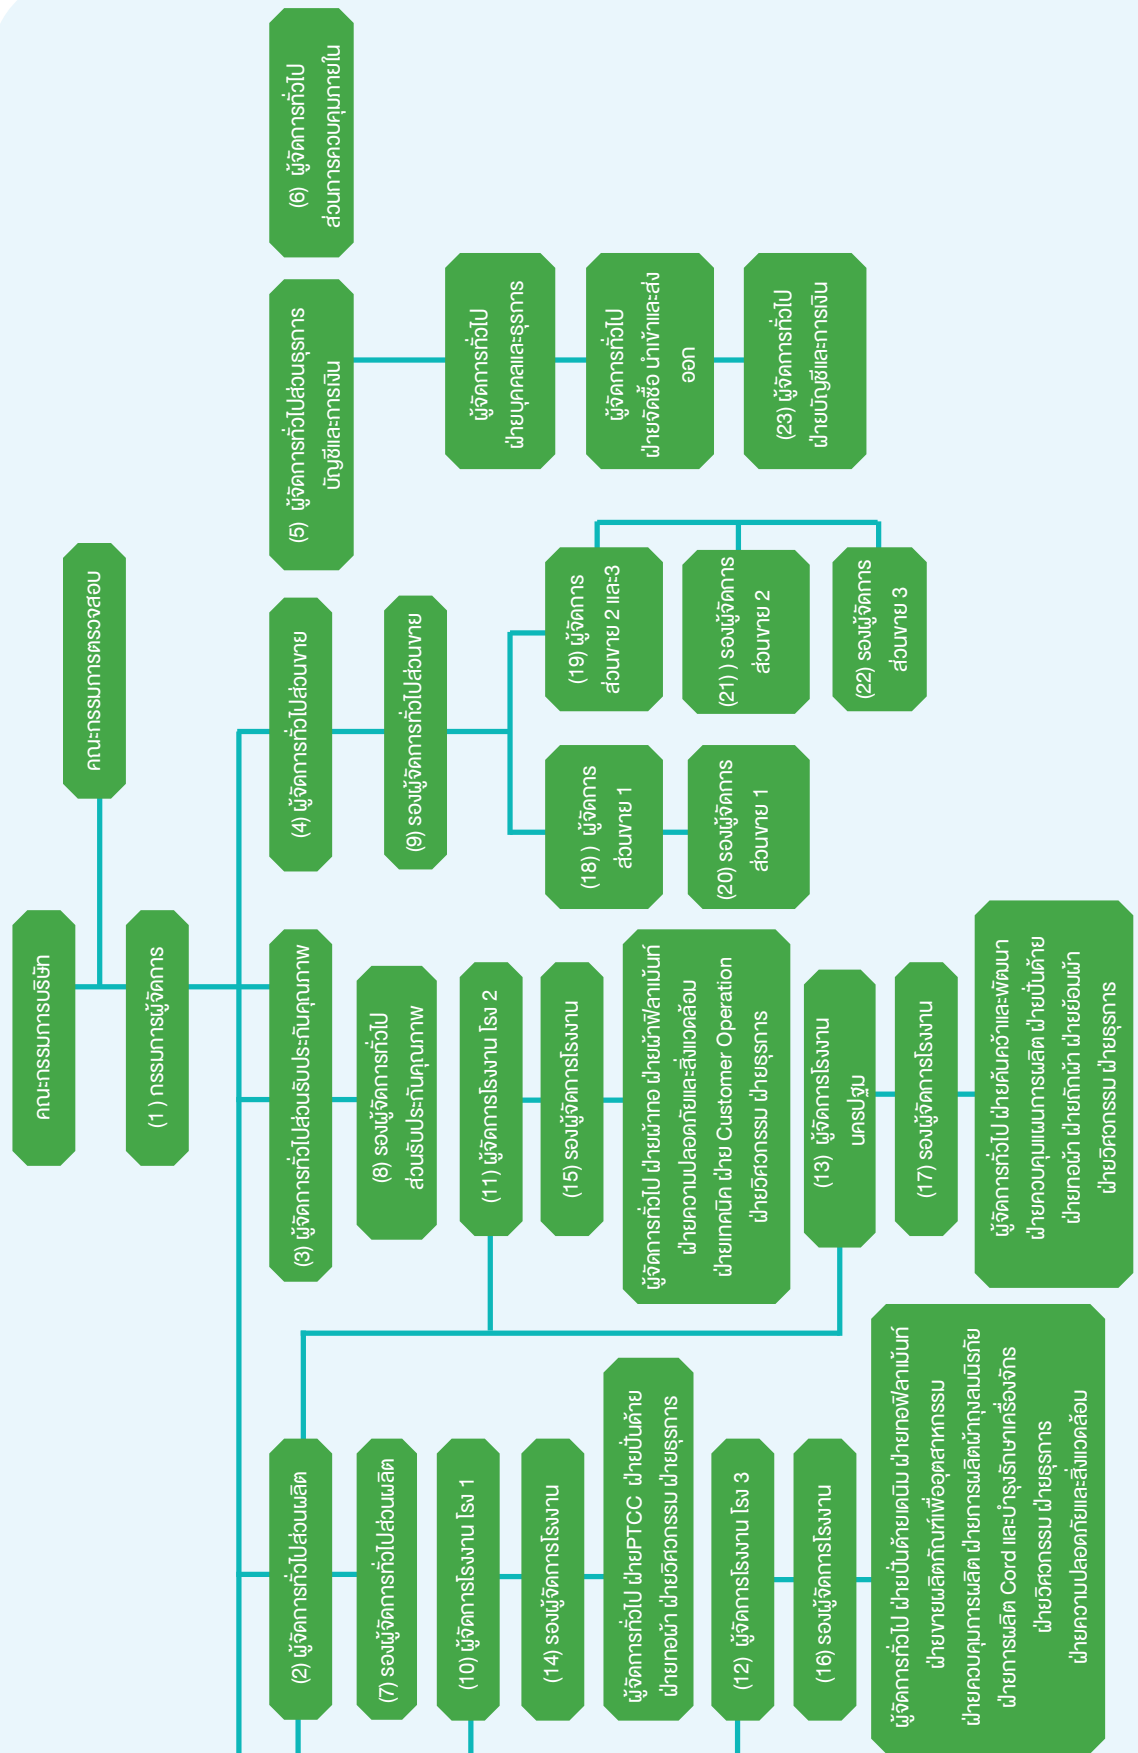 คณะกรรมการบริษัท
คณะกรรมการตรวจสอบ
(1 ) กรรมการผู้จัดการ
(2) ผู้จัดการทั่วไปส่วนผลิต
(3) ผู้จัดการทั่วไปส่วนรับประกันคุณภาพ
(4) ผู้จัดการทั่วไปส่วนขาย
(5) ผู้จัดการทั่วไปส่วนธุรการ
บัญชีและการเงิน
(6) ผู้จัดการทั่วไป
ส่วนการควบคุมภายใน
(7) รองผู้จัดการทั่วไปส่วนผลิต
(8) รองผู้จัดการทั่วไป
ส่วนรับประกันคุณภาพ
(9) รองผู้จัดการทั่วไปส่วนขาย
ผู้จัดการทั่วไป
ฝ่ายบุคคลและธุรการ
(10) ผู้จัดการโรงงาน โรง 1
(11) ผู้จัดการโรงงาน โรง 2
(14) รองผู้จัดการโรงงาน
(15) รองผู้จัดการโรงงาน
(18) ) ผู้จัดการ
ส่วนขาย 1
(19) ผู้จัดการ
ส่วนขาย 2 และ3
ผู้จัดการทั่วไป
ฝ่ายจัดซื้อ นำเข้าและส่ง
ออก
ผู้จัดการทั่วไป ฝ่ายPTCC ฝ่ายปั่นด้าย
ฝ่ายทอผ้า ฝ่ายวิศวกรรม ฝ่ายธุรการ
ผู้จัดการทั่วไป ฝ่ายผ้าทอ ฝ่ายผ้าฟิลาเม้นท์
ฝ่ายความปลอดภัยและสิ่งแวดล้อม
ฝ่ายเทคนิค ฝ่าย Customer Operation
ฝ่ายวิศวกรรม ฝ่ายธุรการ
(20) รองผู้จัดการ
ส่วนขาย 1
(21) ) รองผู้จัดการ
ส่วนขาย 2
(23) ผู้จัดการทั่วไป
ฝ่ายบัญชีและการเงิน
(12) ผู้จัดการโรงงาน โรง 3
(13) ผู้จัดการโรงงาน
นครปฐม
(22) รองผู้จัดการ
ส่วนขาย 3
(16) รองผู้จัดการโรงงาน
(17) รองผู้จัดการโรงงาน
ผู้จัดการทั่วไป ฝ่ายปั่นด้ายเดนิม ฝ่ายทอฟิลาเม้นท์
ฝ่ายขายผลิตภัณฑ์เพื่ออุตสาหกรรม
ฝ่ายควบคุมการผลิต ฝ่ายการผลิตผ้าถุงลมนิรภัย
ฝ่ายการผลิต Cord และบำรุงรักษาเครื่องจักร
ฝ่ายวิศวกรรม ฝ่ายธุรการ
ฝ่ายความปลอดภัยและสิ่งแวดล้อม
ผู้จัดการทั่วไป ฝ่ายค้นคว้าและพัฒนา
ฝ่ายควบคุมแผนการผลิต ฝ่ายปั่นด้าย
ฝ่ายทอผ้า ฝ่ายถักผ้า ฝ่ายย้อมผ้า
ฝ่ายวิศวกรรม ฝ่ายธุรการ